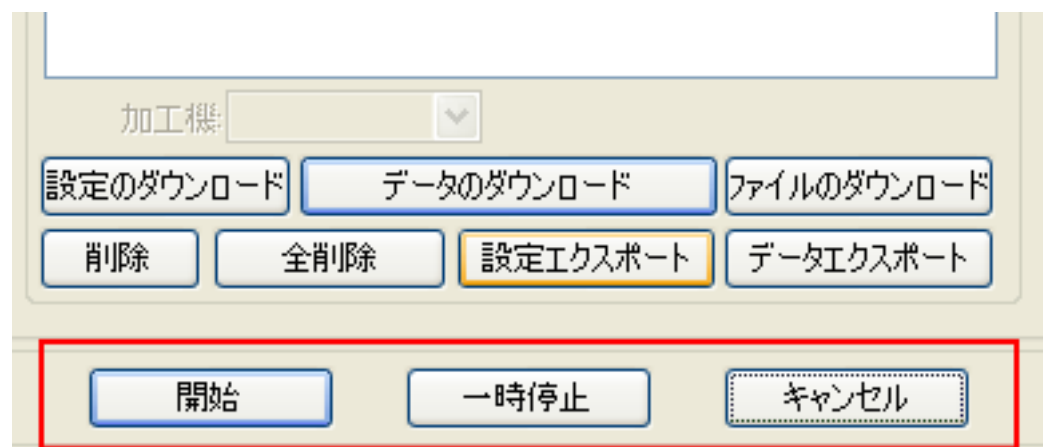 加工機:
設定のダウンロード データのダウンロード ファイルのダウンロード
削除 全削除 設定エクスポート データエクスポート
開始 一時停止 キャンセル